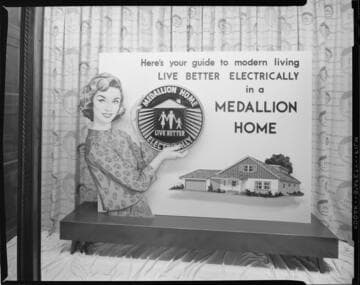 Here's your guide to modern living
LIVE BETTER ELECTRICALLY
in a
MEDALLION
HOME
MEDALLION HOME
LIVE BETTER
ELECTRICALLY